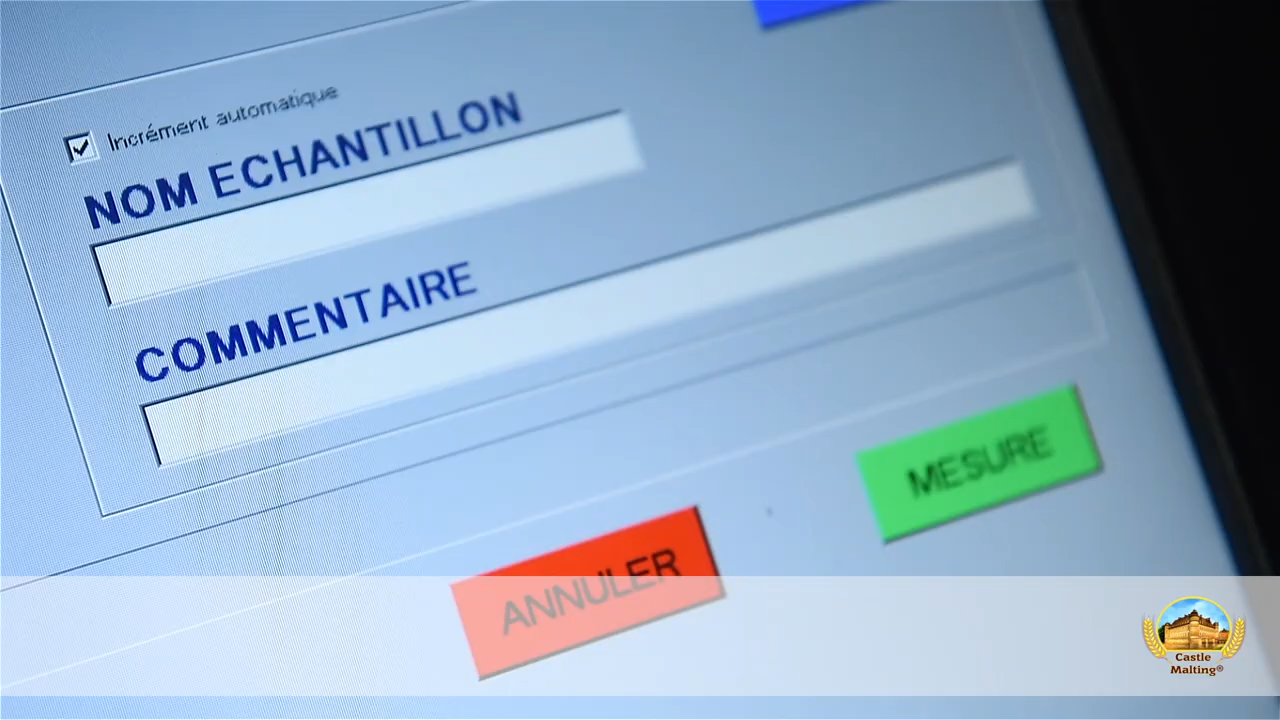 Incrément automatique
NOM ECHANTILLON
COMMENTAIRE
MESURE
ANNULER
Castle
Malting®